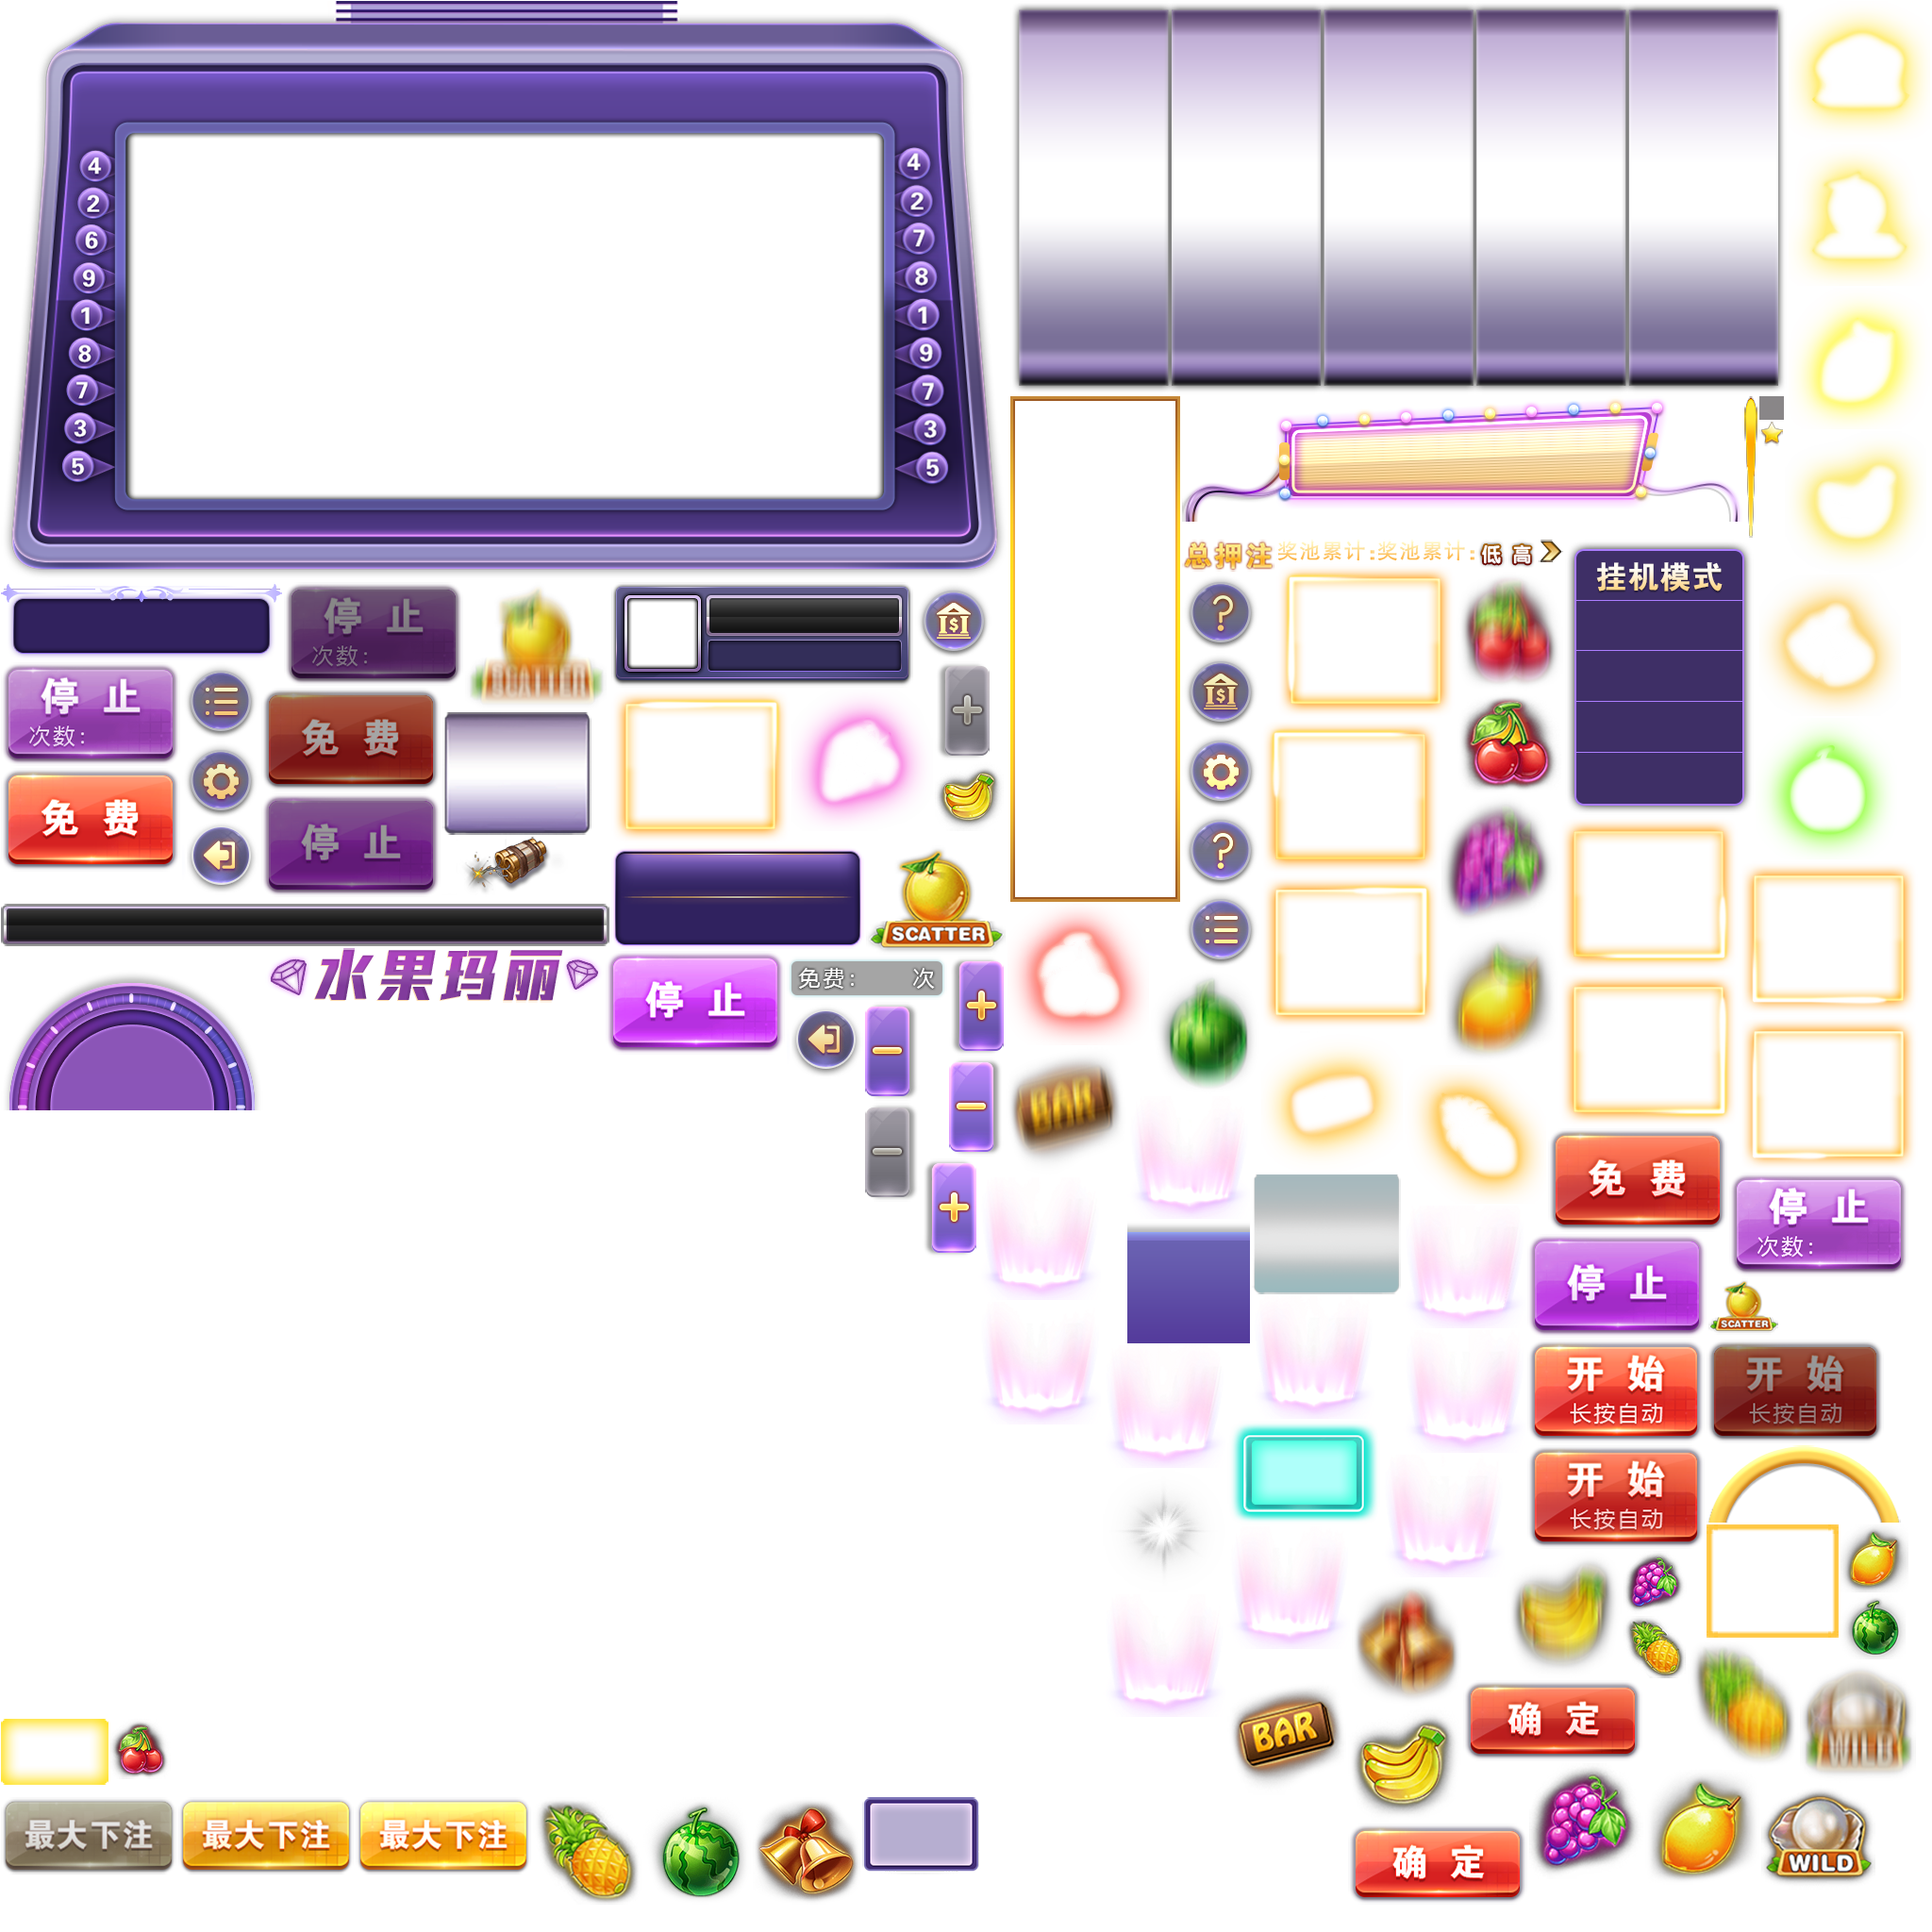 4
2
6
9
1
8
7
3
5
4
2
7
8
1
9
7
3
5
总押注
奖池累计:
奖池累计:
低
高
挂机模式
停 止
次数:
SCATTER
停 止
次数:
免 费
免 费
停 止
SCATTER
水果玛丽
停 止
免费: 次
BAR
免 费
停 止
次数:
停 止
SCATTER
开 始
长按自动
开 始
长按自动
开 始
长按自动
BAR
确 定
WILD
最大下注
最大下注
最大下注
确 定
WILD